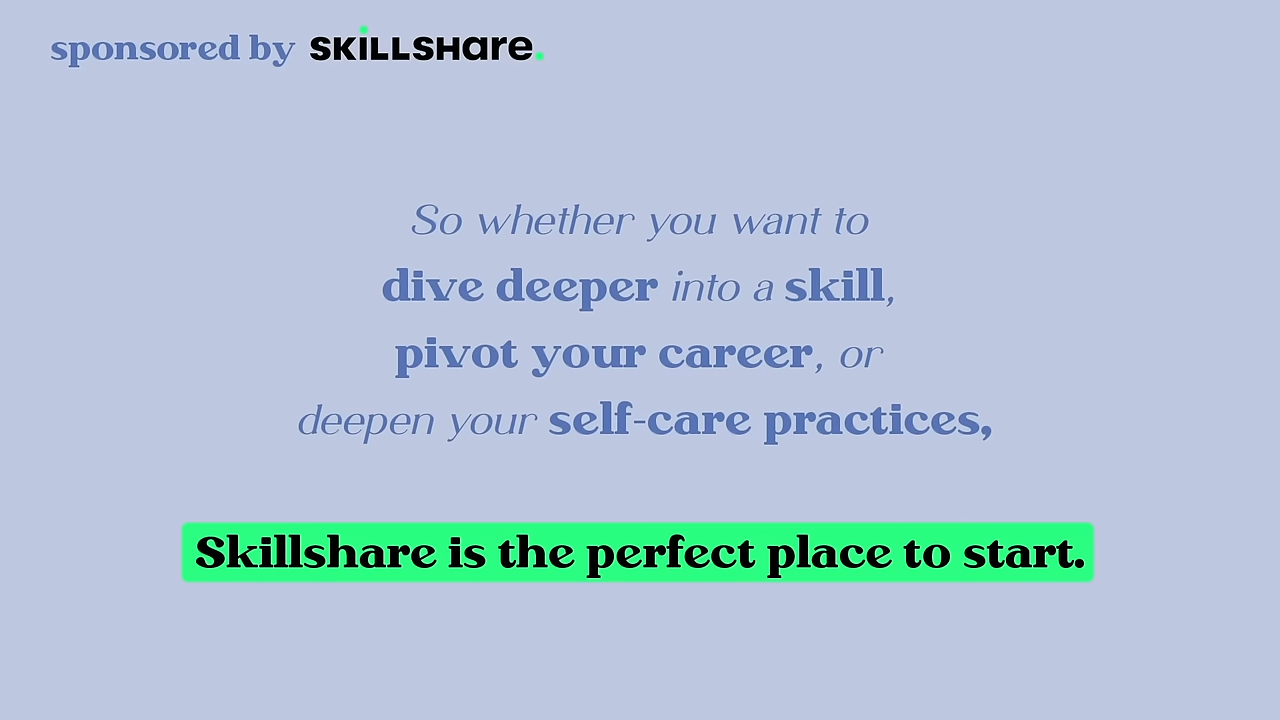 sponsored by SKILLSHARE.
So whether you want to
dive deeper into a skill,
pivot your career, or
deepen your self-care practices,
Skillshare is the perfect place to start.